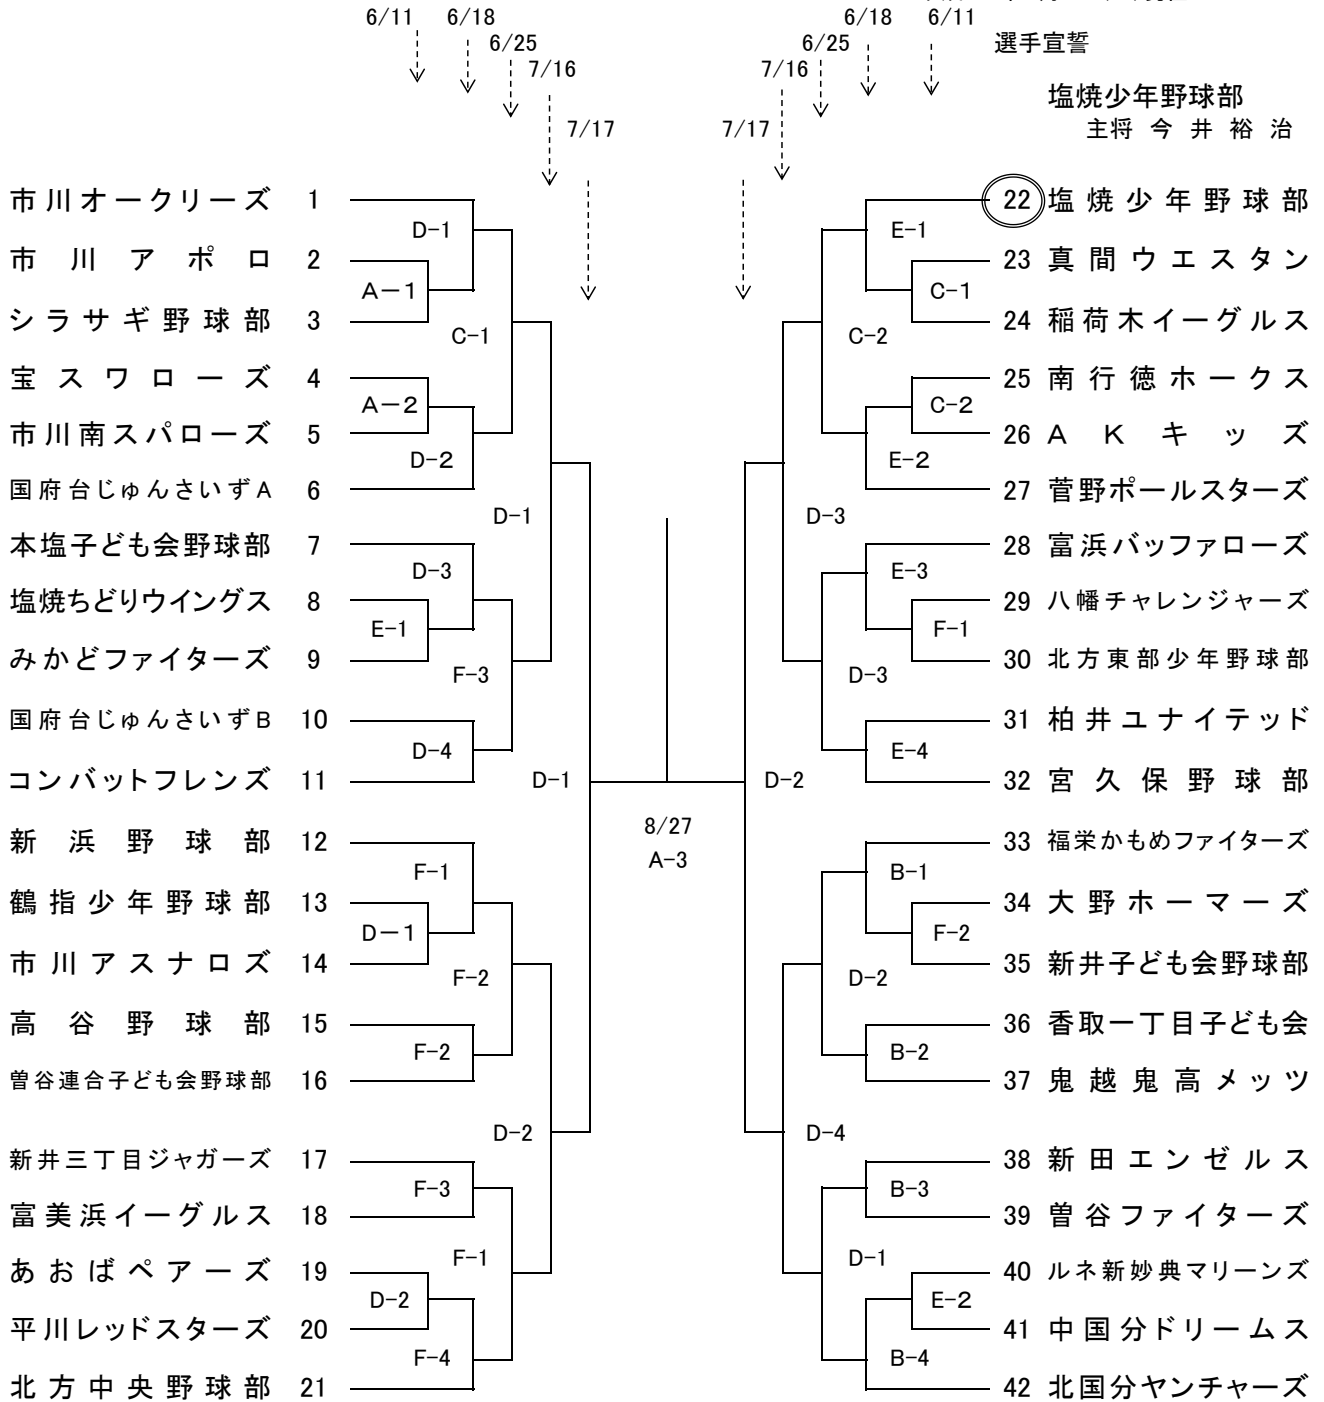 6/11 6/18 6/18 6/11
6/25 6/25 選手宣誓
7/16 7/16
塩焼少年野球部
7/17 7/17 主将 今井裕治
市川オークリーズ 1 22 塩焼少年野球部
D-1 E-1
市川アポロ 2 23 真間ウエスタン
A-1 C-1
シラサギ野球部 3 24 稲荷木イーグルス
C-1 C-2
宝スワローズ 4 25 南行徳ホークス
A-2 C-2
市川南スパローズ 5 26 AKキッズ
D-2 E-2
国府台じゅんさいずA 6 27 菅野ポールスターズ
D-1 D-3
本塩子ども会野球部 7 28 富浜バッファローズ
D-3 E-3
塩焼ちどりウイングス 8 29 八幡チャレンジャーズ
E-1 F-1
みかどファイターズ 9 30 北方東部少年野球部
F-3 D-3
国府台じゅんさいずB 10 31 柏井ユナイテッド
D-4 E-4
コンバットフレンズ 11 D-1 D-2 32 宮久保野球部
8/27
新浜野球部 12 33 福栄かもめファイターズ
A-3
F-1 B-1
鶴指少年野球部 13 34 大野ホーマーズ
D-1 F-2
市川アスナロズ 14 35 新井子ども会野球部
F-2 D-2
高谷野球部 15 36 香取一丁目子ども会
F-2 B-2
曽谷連合子ども会野球部 16 37 鬼越鬼高メッツ
D-2 D-4
新井三丁目ジャガーズ 17 38 新田エンゼルス
F-3 B-3
富美浜イーグルス 18 39 曽谷ファイターズ
F-1 D-1
あおばペアーズ 19 40 ルネ新妙典マリーンズ
D-2 E-2
平川レッドスターズ 20 41 中国分ドリームス
F-4 B-4
北方中央野球部 21 42 北国分ヤンチャーズ